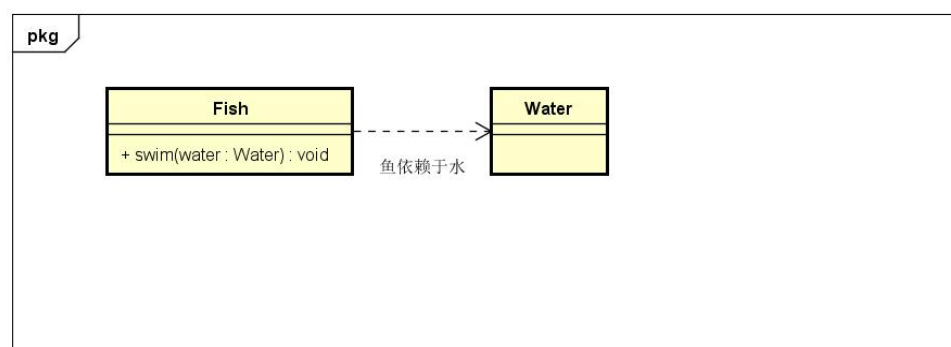 pkg
Fish
Water
+ swim(water : Water) : void
鱼依赖于水